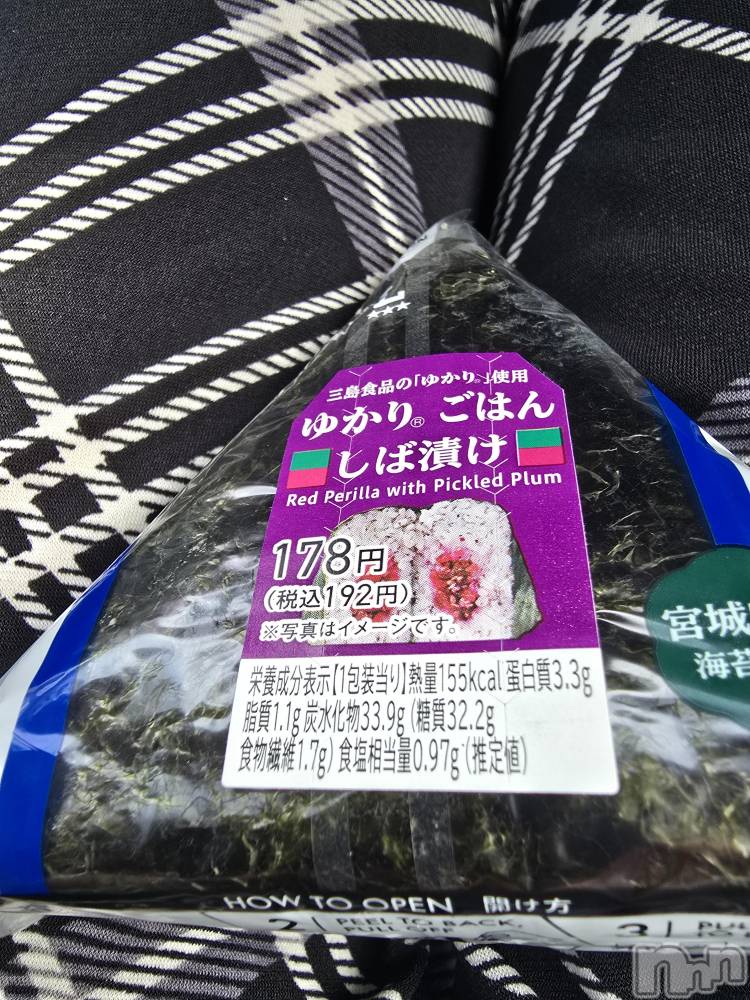 三島食品の「ゆかり®」使用
ゆかり® ごはん
しば漬け
Red Perilla with Pickled Plum
178円
(税込192円)
※写真はイメージです。
宮城
海苔
栄養成分表示【1包装当り】熱量155kcal 蛋白質3.3g
脂質1.1g 炭水化物33.9g (糖質32.2g
食物繊維1.7g) 食塩相当量0.97g (推定値)
HOW TO OPEN 開け方
2 PEEL TO BACK,
3